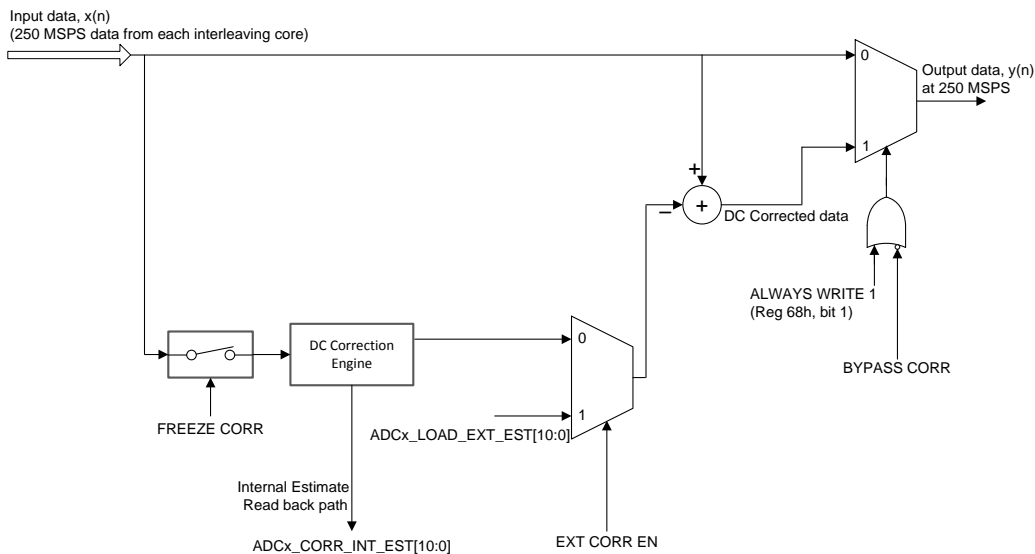 Input data, x(n)
(250 MSPS data from each interleaving core)
0
Output data, y(n)
at 250 MSPS
1
+
–
+
DC Corrected data
ALWAYS WRITE 1
(Reg 68h, bit 1)
BYPASS CORR
DC Correction
Engine
0
1
FREEZE CORR
ADCx_LOAD_EXT_EST[10:0]
Internal Estimate
Read back path
ADCx_CORR_INT_EST[10:0]
EXT CORR EN